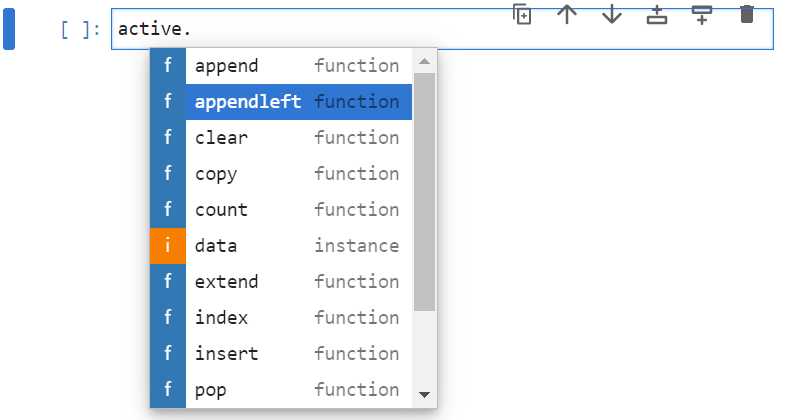 [ ]: active.
f append function
f appendleft function
f clear function
f copy function
f count function
i data instance
f extend function
f index function
f insert function
f pop function